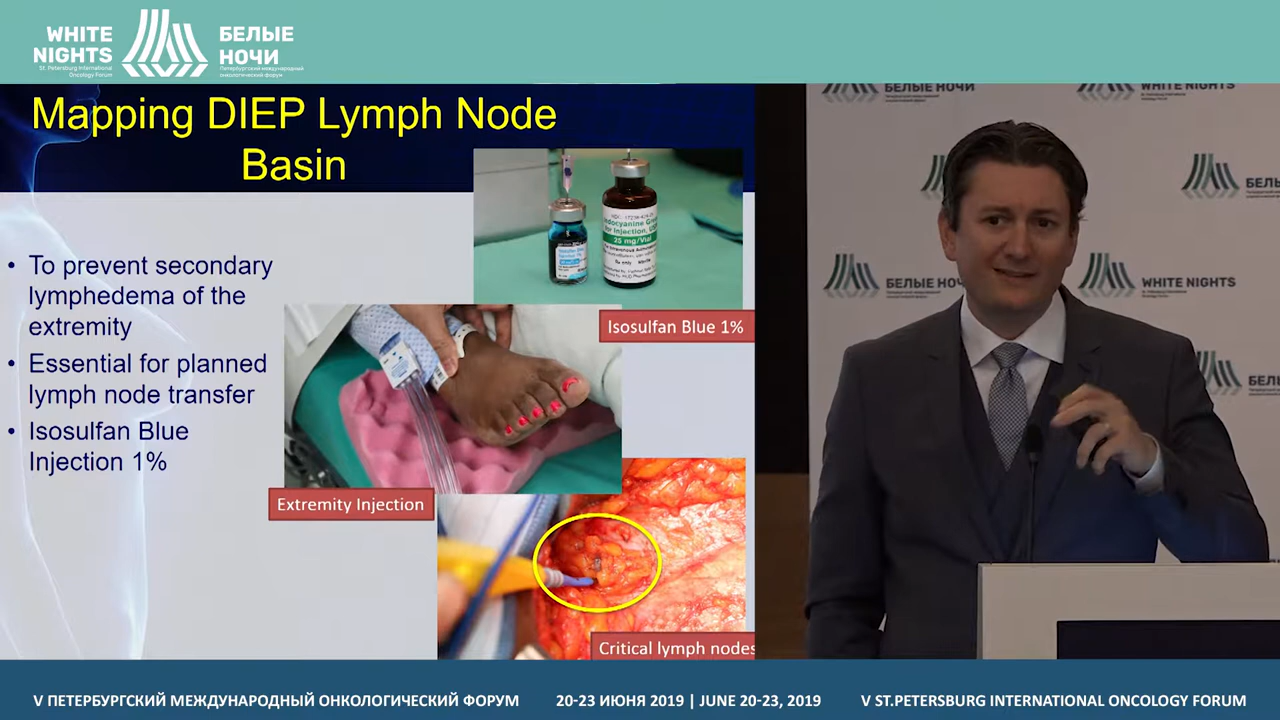 WHITE
NIGHTS
St. Petersburg International
Oncology Forum
БЕЛЫЕ
НОЧИ
Петербургский международный
онкологический форум
Mapping DIEP Lymph Node
Basin
• To prevent secondary
lymphedema of the
extremity
• Essential for planned
lymph node transfer
• Isosulfan Blue
Injection 1%
25 mg/Vial
Isosulfan Blue 1%
Extremity Injection
Critical lymph nodes
БЕЛЫЕ НОЧИ
WHITE NIGHTS
WHITE NIGHTS
V ПЕТЕРБУРГСКИЙ МЕЖДУНАРОДНЫЙ ОНКОЛОГИЧЕСКИЙ ФОРУМ
20-23 ИЮНЯ 2019 | JUNE 20-23, 2019
V ST.PETERSBURG INTERNATIONAL ONCOLOGY FORUM